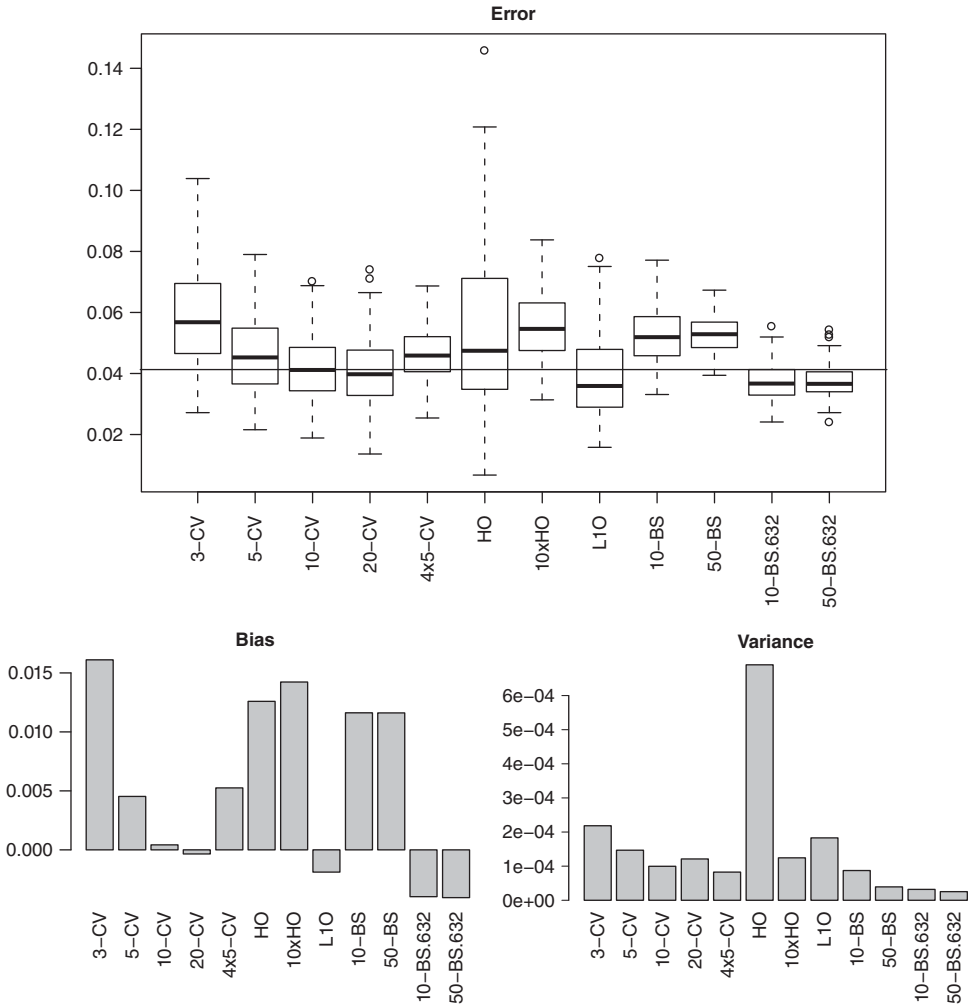 Error
0.14
0.12
0.10
0.08
0.06
0.04
0.02
3−CV
5−CV
10−CV
20−CV
4x5−CV
HO
10xHO
L1O
10−BS
50−BS
10−BS.632
50−BS.632
Bias
0.015
0.010
0.005
0.000
3−CV
5−CV
10−CV
20−CV
4x5−CV
HO
10xHO
L1O
10−BS
50−BS
10−BS.632
50−BS.632
Variance
6e−04
5e−04
4e−04
3e−04
2e−04
1e−04
0e+00
3−CV
5−CV
10−CV
20−CV
4x5−CV
HO
10xHO
L1O
10−BS
50−BS
10−BS.632
50−BS.632